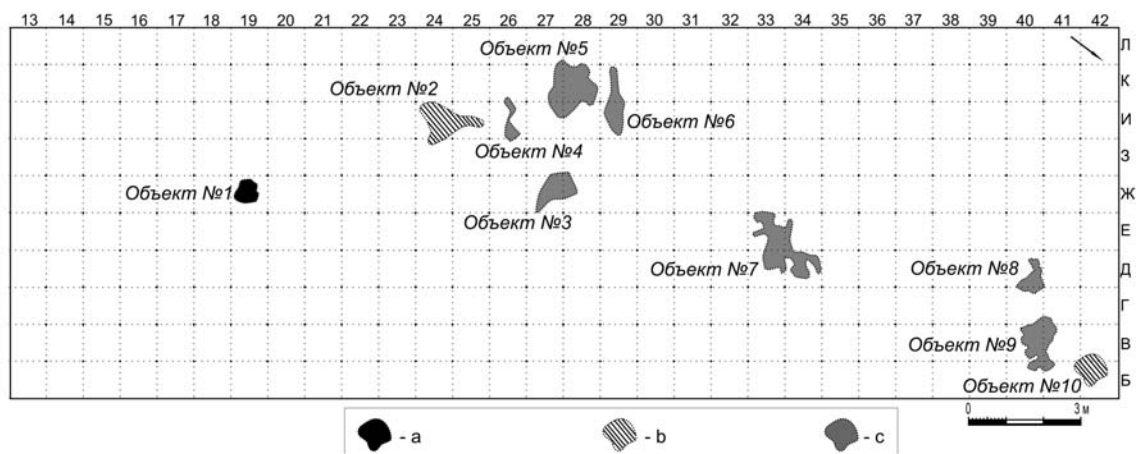 13 14 15 16 17 18 19 20 21 22 23 24 25 26 27 28 29 30 31 32 33 34 35 36 37 38 39 40 41 42
Л
Объект №5
К
Объект №2
Объект №6
И
Объект №4
З
Объект №1
Ж
Объект №3
Е
Объект №7
Объект №8
Д
Г
Объект №9
В
Объект №10
Б
0 3 м
- a - b - c